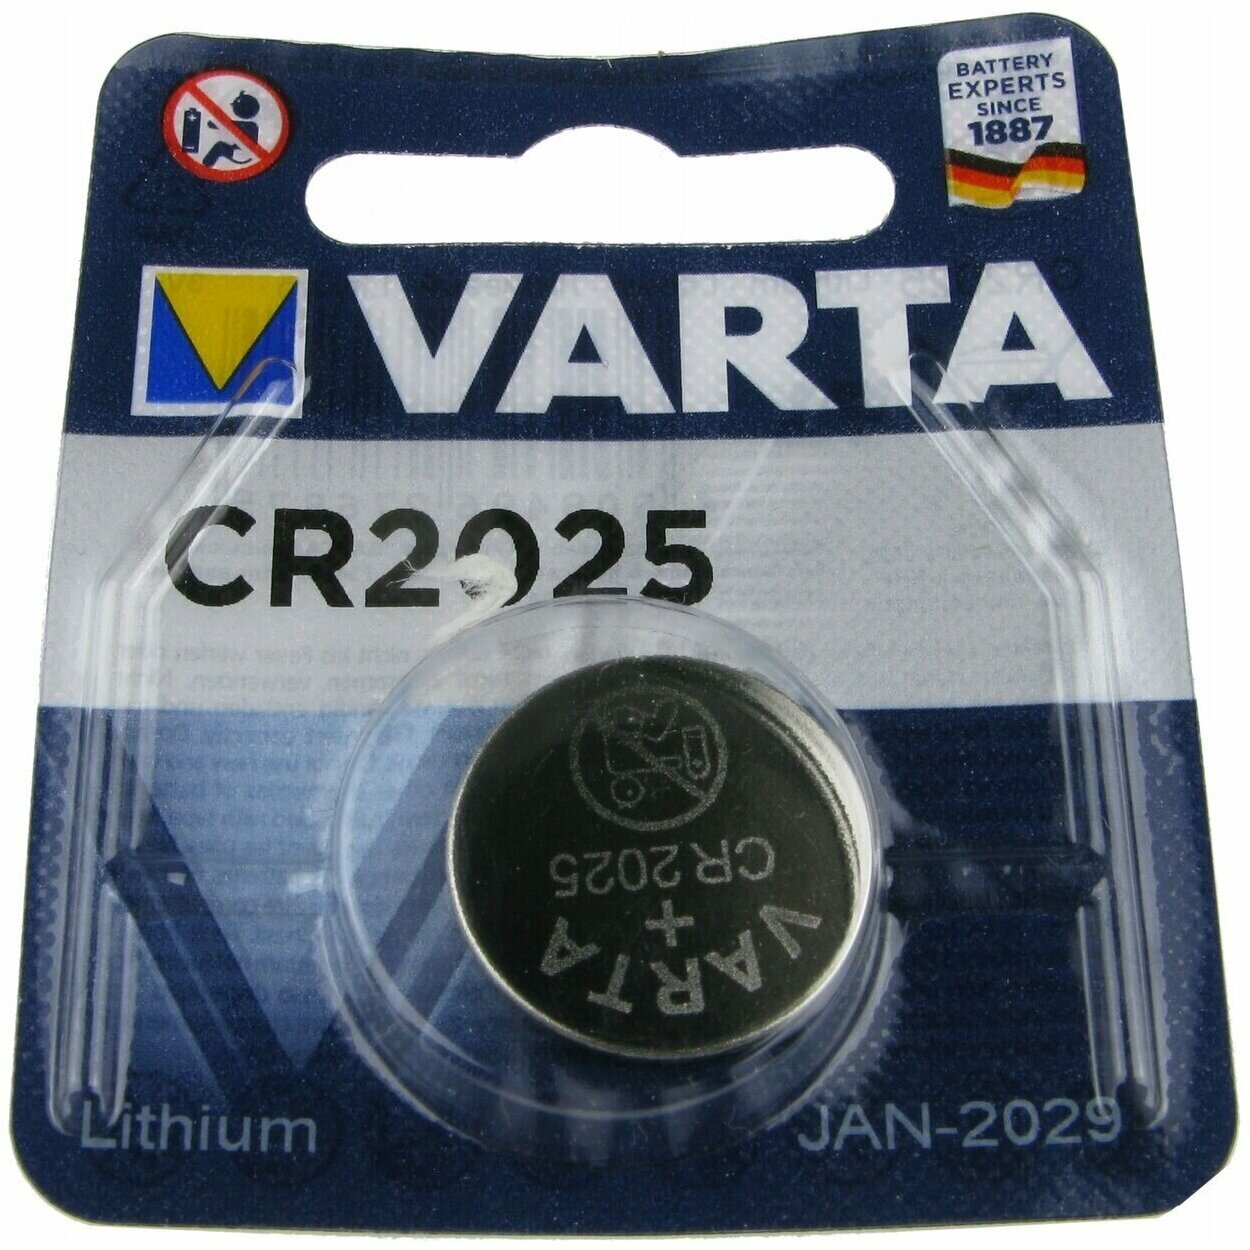 BATTERY
EXPERTS
SINCE
1887
VARTA
CR2025
CR2025
+
VARTA
Lithium
JAN-2029